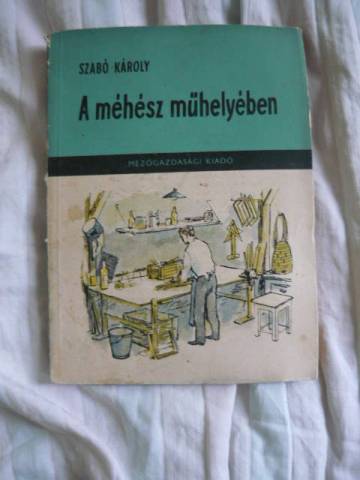 SZABÓ KÁROLY
A méhész műhelyében
MEZŐGAZDASÁGI KIADÓ